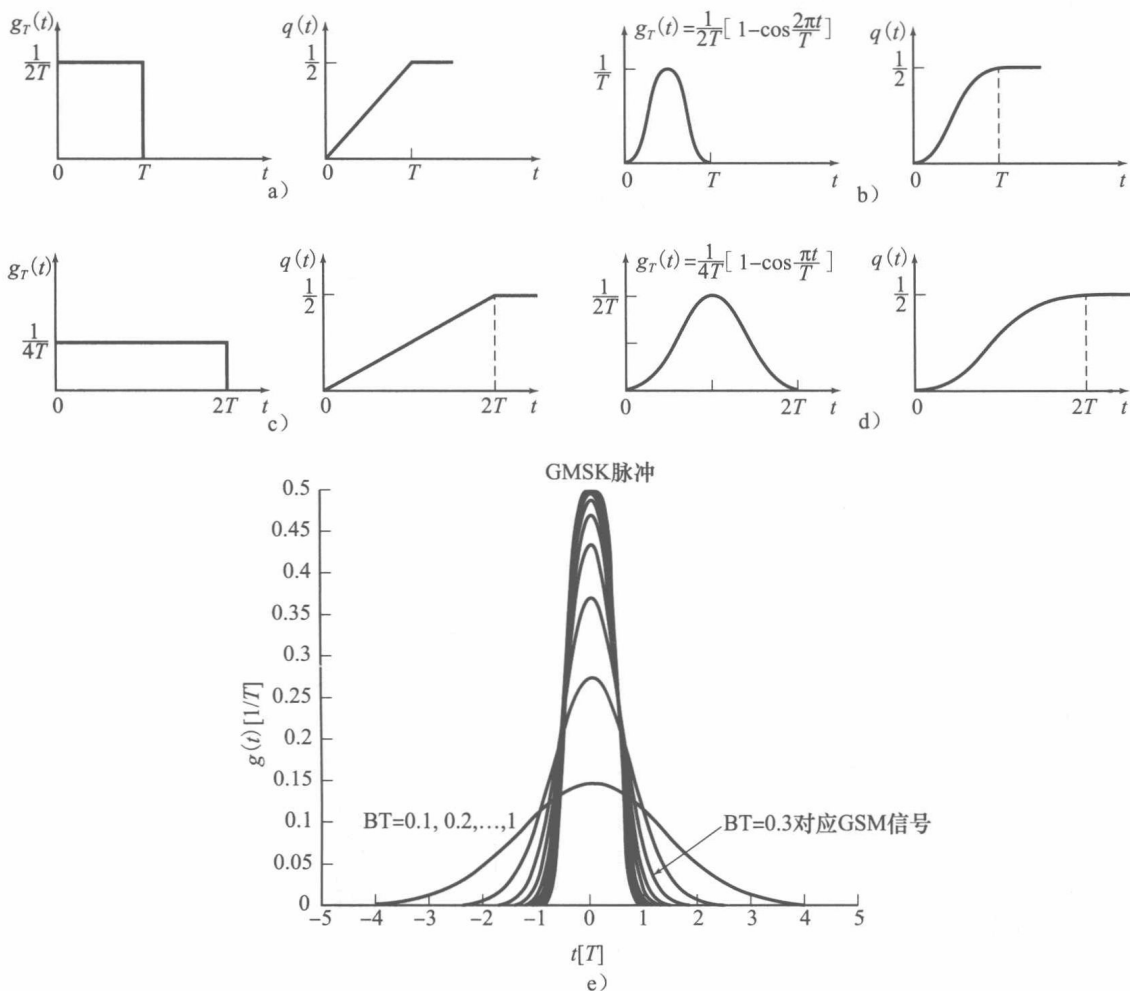 g_T(t)
1/2T
0
T
t
q(t)
1/2
0
T
t
a）
g_T(t)=1/2T[1-cos2πt/T]
1/T
0
T
t
q(t)
1/2
0
T
t
b）
g_T(t)
1/4T
0
2T
t
q(t)
1/2
0
2T
t
c）
g_T(t)=1/4T[1-cosπt/T]
1/2T
0
2T
t
q(t)
1/2
0
2T
t
d）
GMSK脉冲
0.5
0.45
0.4
0.35
0.3
0.25
0.2
0.15
0.1
0.05
0
g(t)[1/T]
BT=0.1, 0.2,…,1
BT=0.3对应GSM信号
-5 -4 -3 -2 -1 0 1 2 3 4 5
t[T]
e）